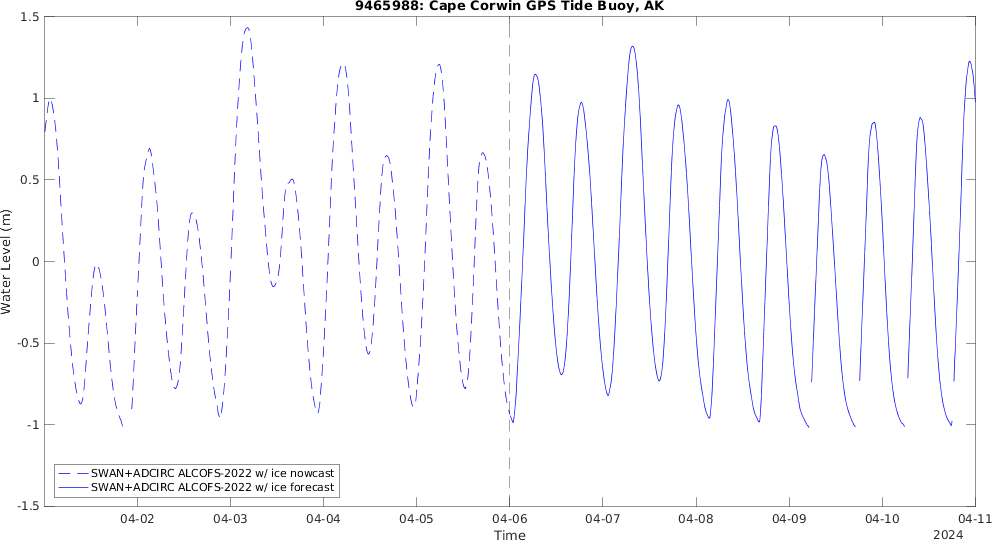 9465988: Cape Corwin GPS Tide Buoy, AK
1.5
1
0.5
0
-0.5
-1
-1.5
Water Level (m)
SWAN+ADCIRC ALCOFS-2022 w/ ice nowcast
SWAN+ADCIRC ALCOFS-2022 w/ ice forecast
04-02 04-03 04-04 04-05 04-06 04-07 04-08 04-09 04-10 04-11
Time
2024